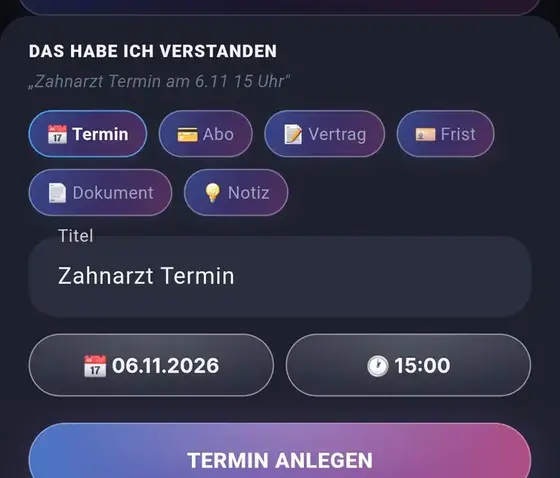 DAS HABE ICH VERSTANDEN
„Zahnarzt Termin am 6.11 15 Uhr"
Termin Abo Vertrag Frist
Dokument Notiz
Titel
Zahnarzt Termin
06.11.2026 15:00
TERMIN ANLEGEN